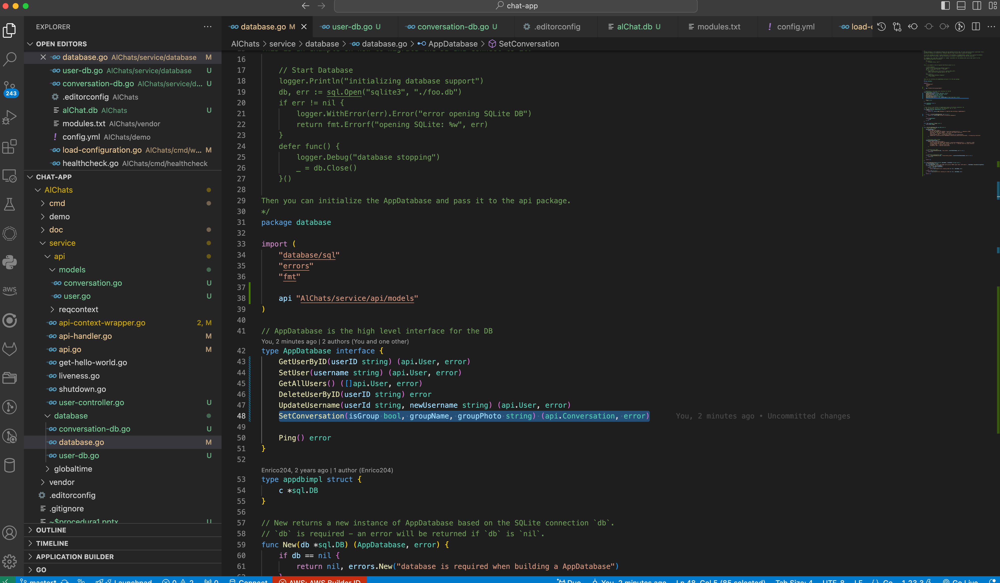 chat-app
EXPLORER
OPEN EDITORS
database.go AlChats/service/database M
user-db.go AlChats/service/database U
conversation-db.go AlChats/service/d... U
.editorconfig AlChats
alChat.db AlChats U
modules.txt AlChats/vendor
config.yml AlChats/demo
load-configuration.go AlChats/cmd/w... M
healthcheck.go AlChats/cmd/healthcheck
CHAT-APP
AlChats
cmd
demo
doc
service
api
models
conversation.go U
user.go U
reqcontext
api-context-wrapper.go 2, M
api-handler.go M
api.go M
get-hello-world.go
liveness.go
shutdown.go
user-controller.go U
database
conversation-db.go U
database.go M
user-db.go U
globaltime
vendor
.editorconfig
.gitignore
~$procedura1.pptx U
OUTLINE
TIMELINE
APPLICATION BUILDER
GO
243
aws
database.go M user-db.go U conversation-db.go U .editorconfig alChat.db U modules.txt config.yml load-c
AlChats > service > database > database.go > AppDatabase > SetConversation
16
17 // Start Database
18 logger.Println("initializing database support")
19 db, err := sql.Open("sqlite3", "./foo.db")
20 if err != nil {
21 logger.WithError(err).Error("error opening SQLite DB")
22 return fmt.Errorf("opening SQLite: %w", err)
23 }
24 defer func() {
25 logger.Debug("database stopping")
26 _ = db.Close()
27 }()
28
29 Then you can initialize the AppDatabase and pass it to the api package.
30 */
31 package database
32
33 import (
34 "database/sql"
35 "errors"
36 "fmt"
37
38 api "AlChats/service/api/models"
39 )
40
41 // AppDatabase is the high level interface for the DB
You, 2 minutes ago | 2 authors (You and one other)
42 type AppDatabase interface {
43 GetUserByID(userID string) (api.User, error)
44 SetUser(username string) (api.User, error)
45 GetAllUsers() ([]api.User, error)
46 DeleteUserByID(userID string) error
47 UpdateUsername(userId string, newUsername string) (api.User, error)
48 SetConversation(isGroup bool, groupName, groupPhoto string) (api.Conversation, error) You, 2 minutes ago • Uncommitted changes
49
50 Ping() error
51 }
52
Enrico204, 2 years ago | 1 author (Enrico204)
53 type appdbimpl struct {
54 c *sql.DB
55 }
56
57 // New returns a new instance of AppDatabase based on the SQLite connection `db`.
58 // `db` is required – an error will be returned if `db` is `nil`.
59 func New(db *sql.DB) (AppDatabase, error) {
60 if db == nil {
61 return nil, errors.New("database is required when building a AppDatabase")
62 }
master* Launchpad 0 2 0 Connect AWS: AWS Builder ID You, 2 minutes ago Ln 48, Col 5 (85 selected) Tab Size: 4 UTF-8 LF {} Go 1.23.3 Go Live